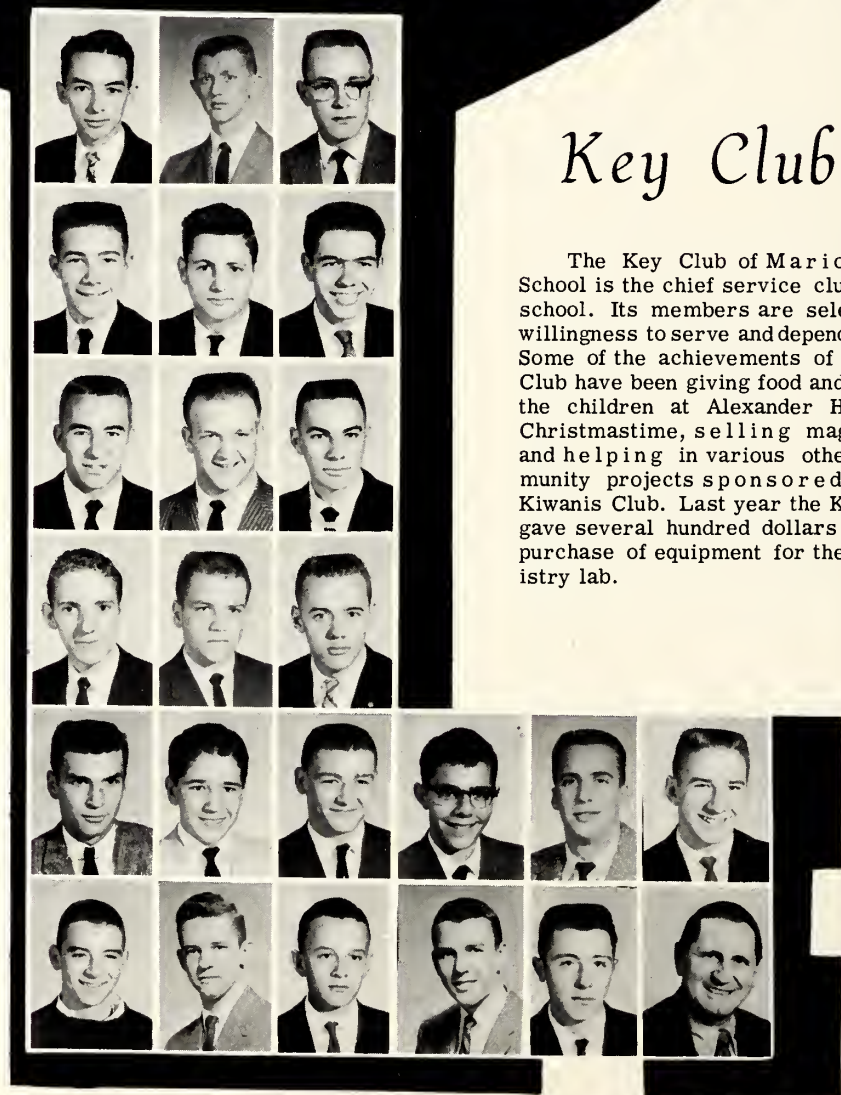 Key Club
The Key Club of Mario
School is the chief service clu
school. Its members are sele
willingness to serve and depend
Some of the achievements of
Club have been giving food and
the children at Alexander H
Christmastime, selling mag
and helping in various othe
munity projects sponsored
Kiwanis Club. Last year the K
gave several hundred dollars
purchase of equipment for the
istry lab.